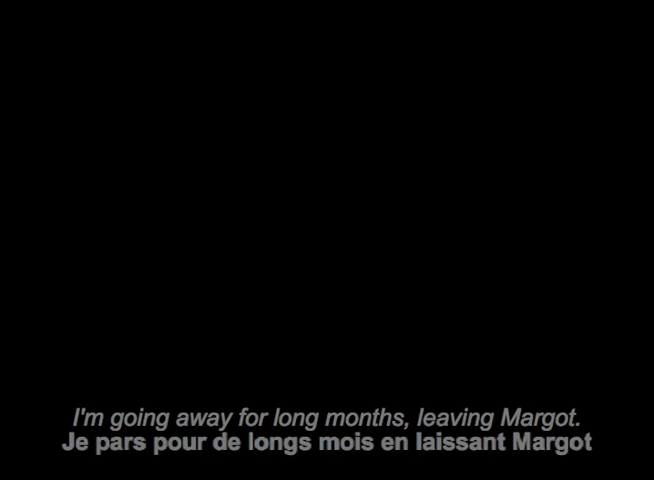 I'm going away for long months, leaving Margot.
Je pars pour de longs mois en laissant Margot